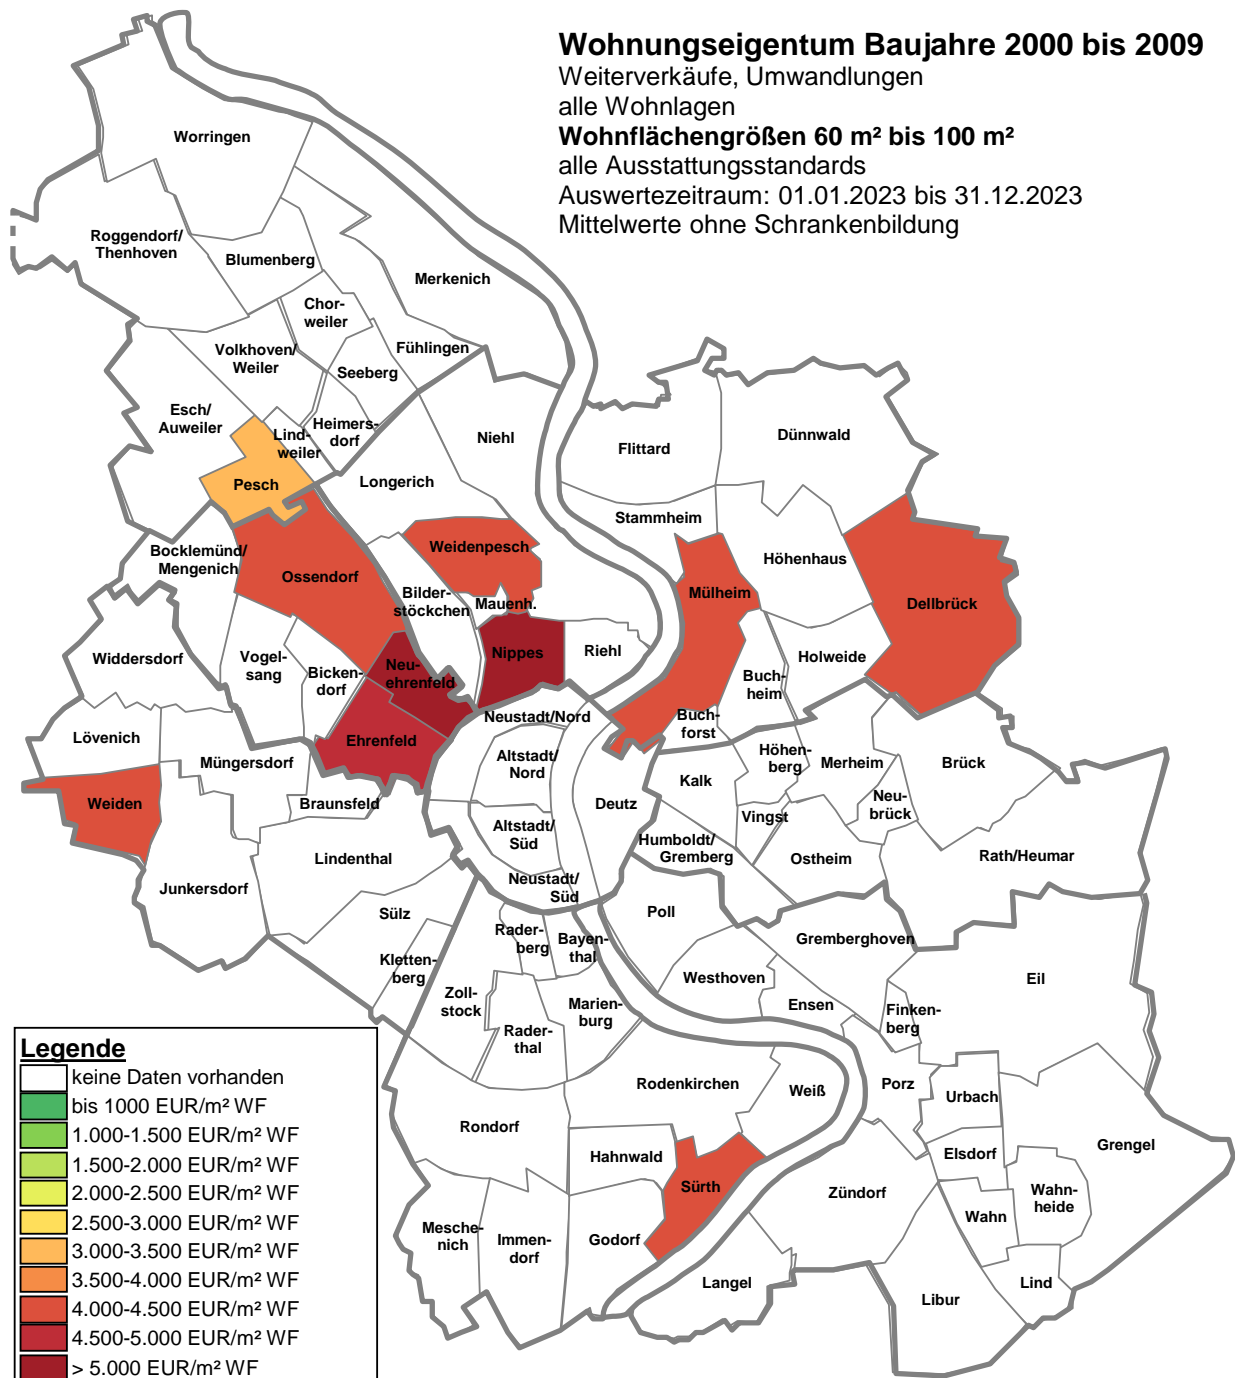 Wohnungseigentum Baujahre 2000 bis 2009
Weiterverkäufe, Umwandlungen
alle Wohnlagen
Wohnflächengrößen 60 m² bis 100 m²
alle Ausstattungsstandards
Auswertezeitraum: 01.01.2023 bis 31.12.2023
Mittelwerte ohne Schrankenbildung
Worringen
Roggendorf/
Thenhoven
Blumenberg
Merkenich
Chor-
weiler
Fühlingen
Volkhoven/
Weiler
Seeberg
Esch/
Auweiler
Lind-
weiler
Heimers-
dorf
Niehl
Flittard
Dünnwald
Pesch
Longerich
Stammheim
Höhenhaus
Bocklemünd/
Mengenich
Ossendorf
Weidenpesch
Bilder-
stöckchen
Mauenh.
Mülheim
Dellbrück
Widdersdorf
Vogel-
sang
Bicken-
dorf
Neu-
ehrenfeld
Nippes
Riehl
Buch-
heim
Holweide
Lövenich
Müngersdorf
Ehrenfeld
Neustadt/Nord
Buch-
forst
Altstadt/
Nord
Kalk
Höhen-
berg
Merheim
Brück
Weiden
Braunsfeld
Deutz
Neu-
brück
Vingst
Altstadt/
Süd
Humboldt/
Gremberg
Ostheim
Rath/Heumar
Lindenthal
Junkersdorf
Neustadt/
Süd
Sülz
Poll
Rader-
berg
Bayen-
thal
Gremberghoven
Kletten-
berg
Westhoven
Eil
Zoll-
stock
Marien-
burg
Ensen
Finken-
berg
Rader-
thal
Rodenkirchen
Weiß
Porz
Urbach
Rondorf
Grengel
Hahnwald
Elsdorf
Sürth
Zündorf
Wahn-
heide
Wahn
Mesche-
nich
Immen-
dorf
Godorf
Langel
Libur
Lind
Legende
keine Daten vorhanden
bis 1000 EUR/m² WF
1.000-1.500 EUR/m² WF
1.500-2.000 EUR/m² WF
2.000-2.500 EUR/m² WF
2.500-3.000 EUR/m² WF
3.000-3.500 EUR/m² WF
3.500-4.000 EUR/m² WF
4.000-4.500 EUR/m² WF
4.500-5.000 EUR/m² WF
> 5.000 EUR/m² WF